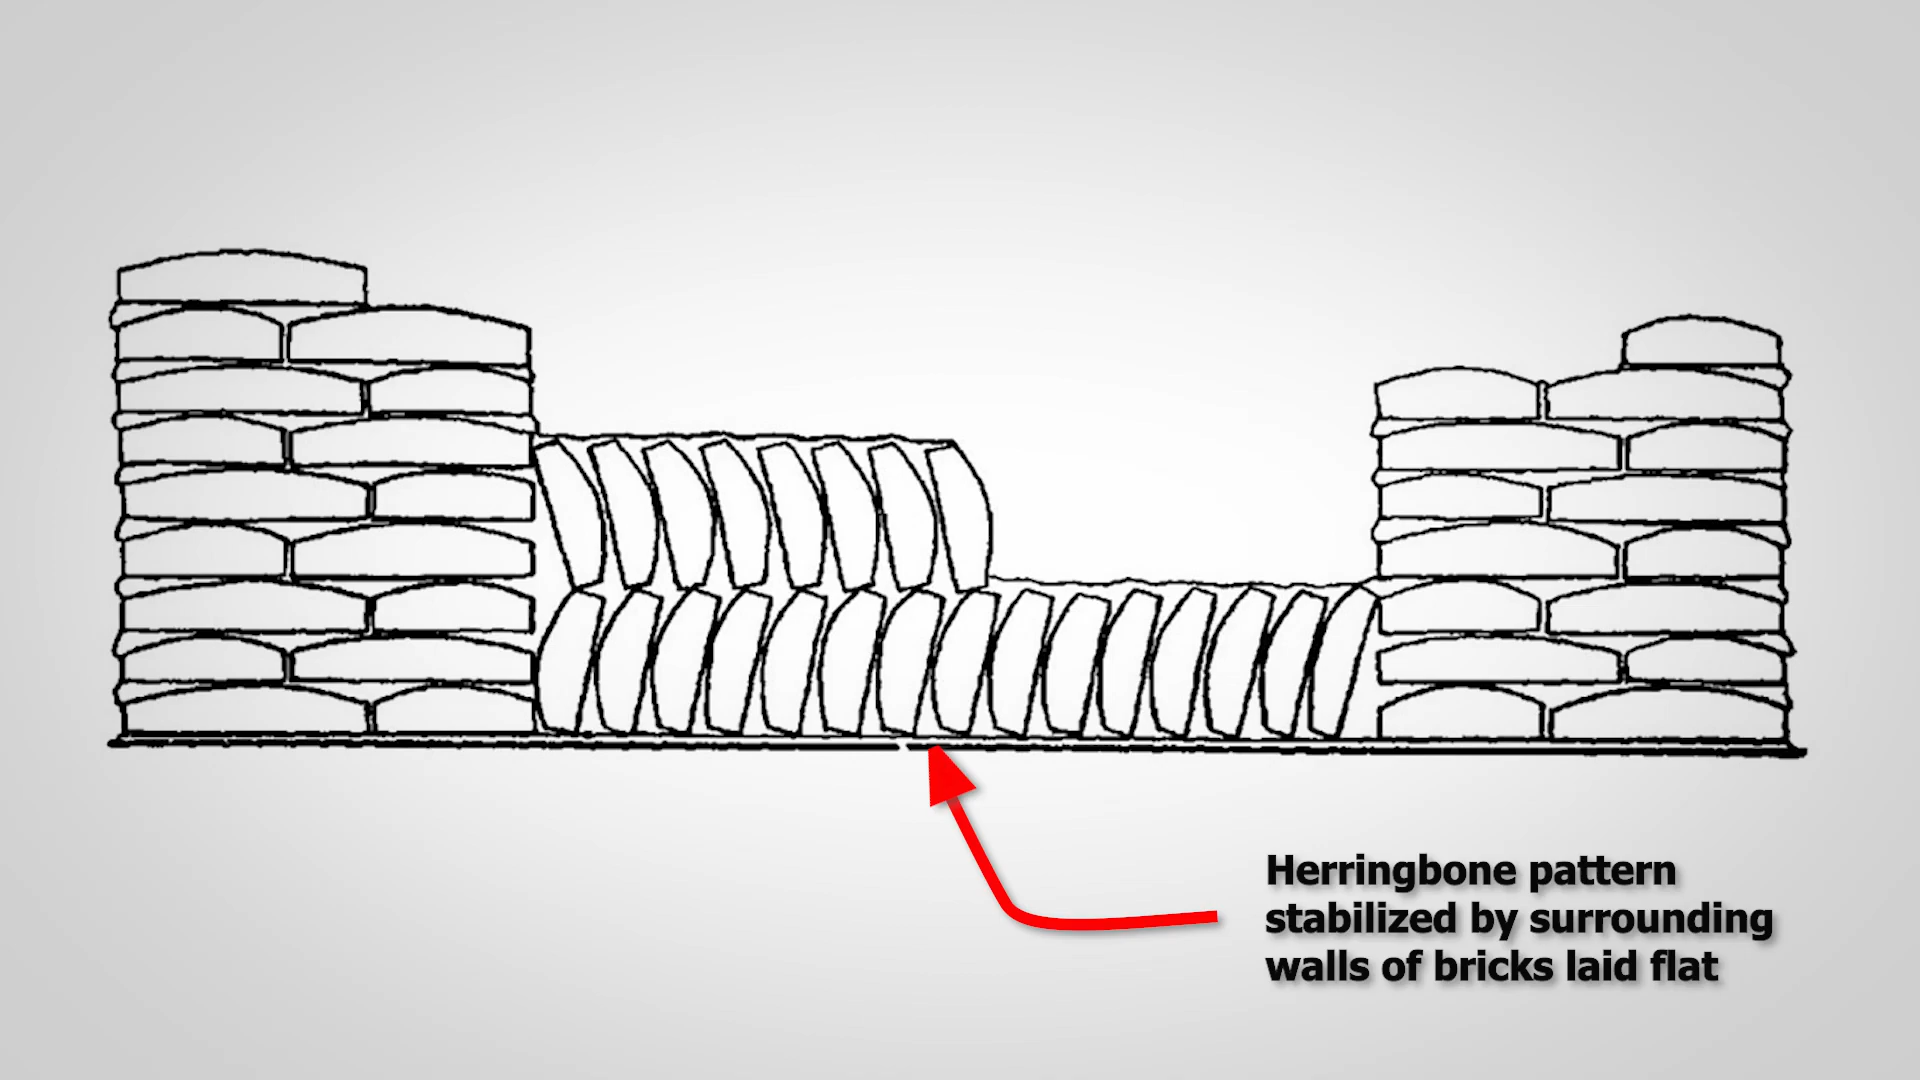 Herringbone pattern
stabilized by surrounding
walls of bricks laid flat